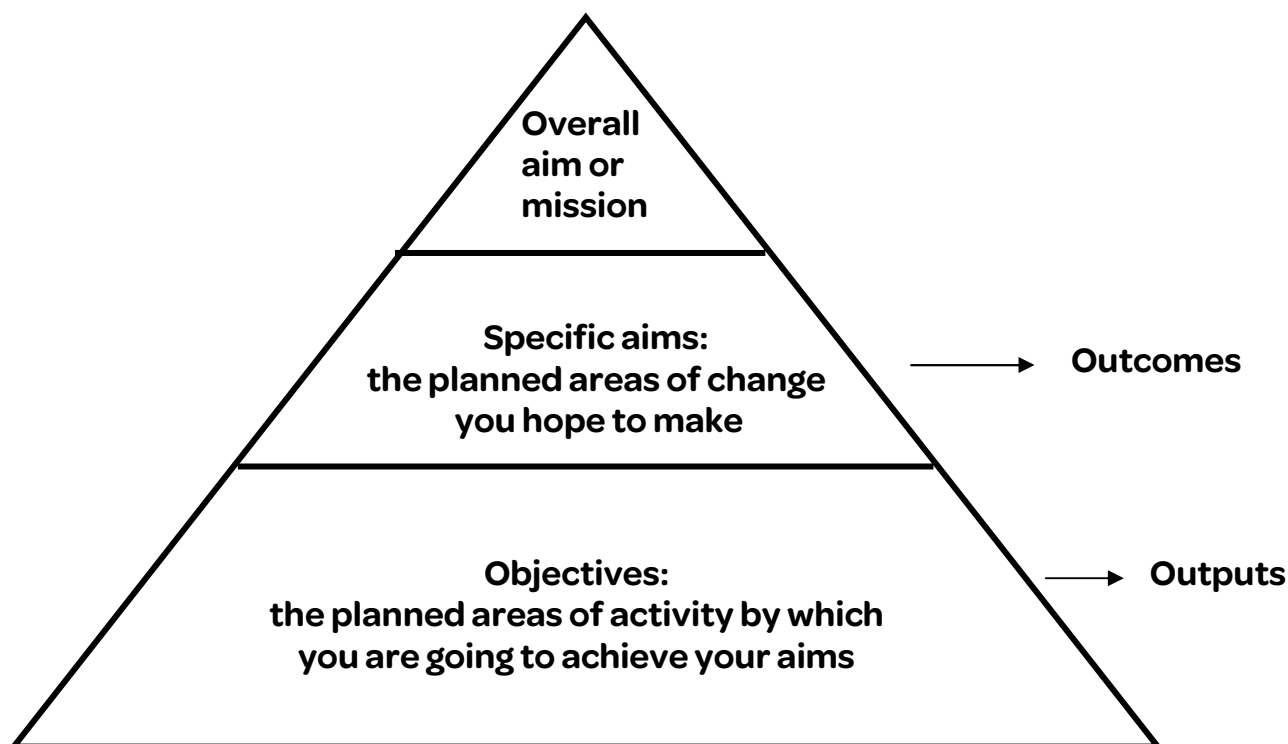 Overall
aim or
mission
Specific aims:
the planned areas of change
you hope to make
Outcomes
Objectives:
the planned areas of activity by which
you are going to achieve your aims
Outputs